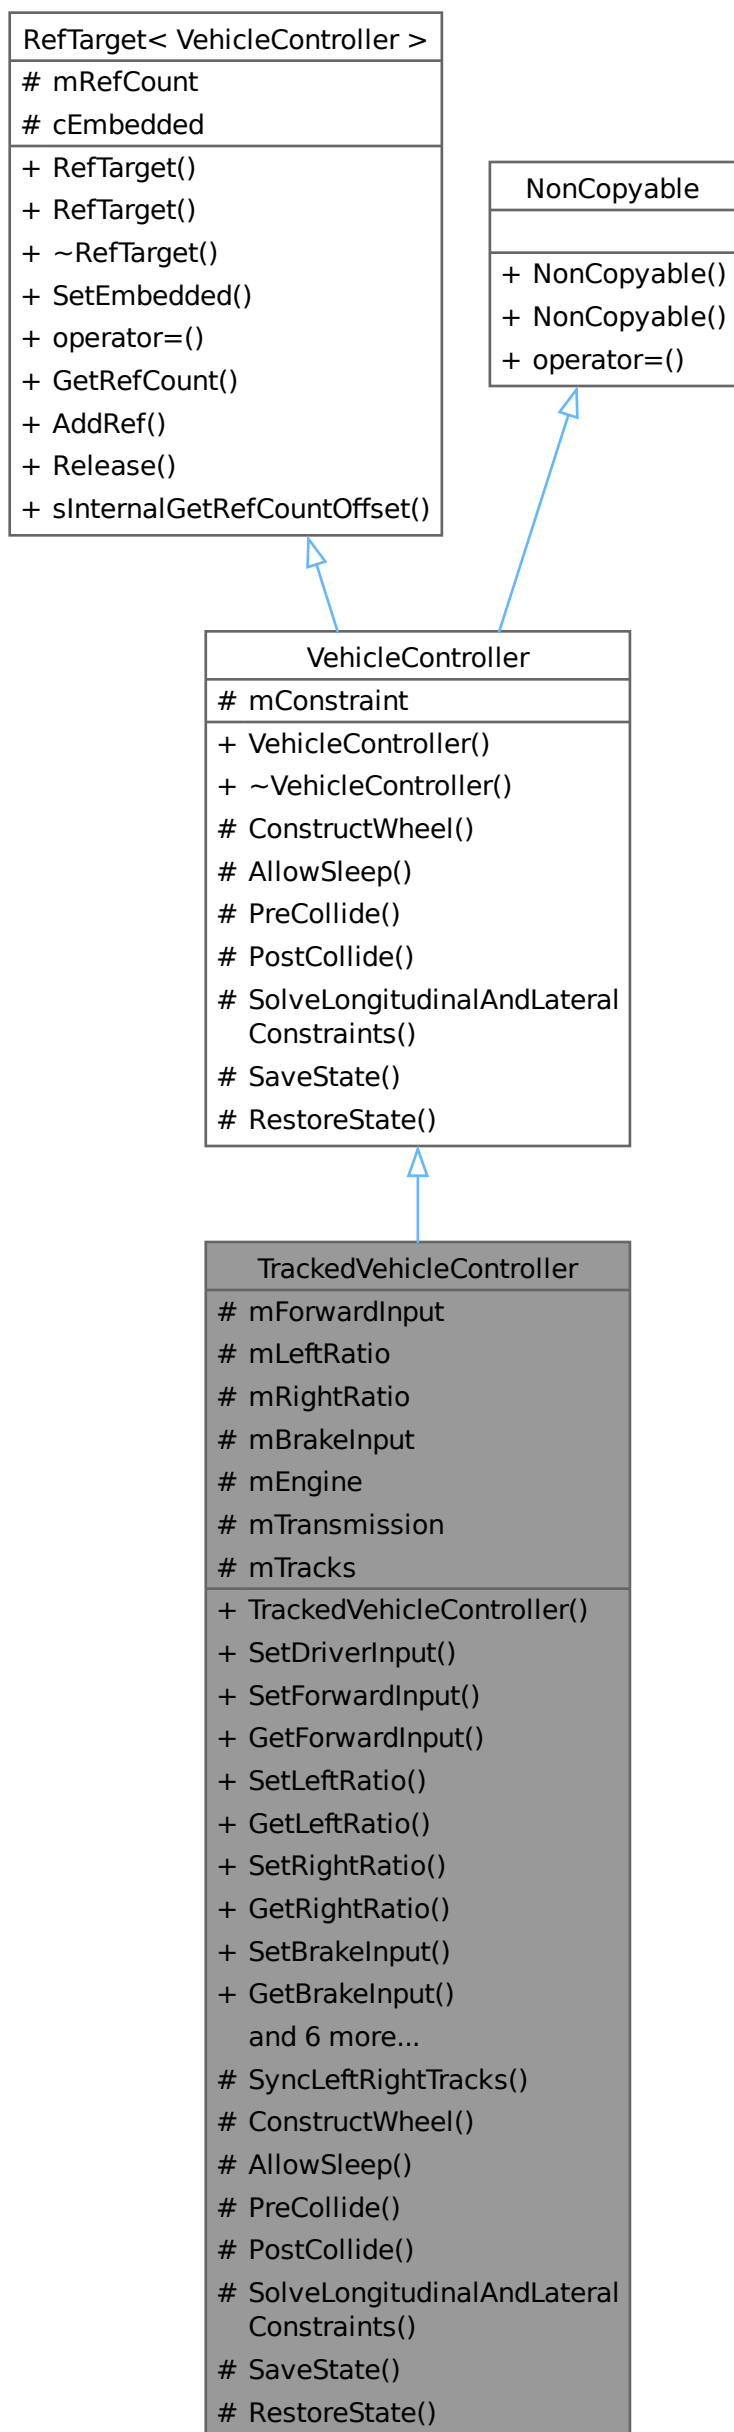 RefTarget< VehicleController >
# mRefCount
# cEmbedded
+ RefTarget()
+ RefTarget()
+ ~RefTarget()
+ SetEmbedded()
+ operator=()
+ GetRefCount()
+ AddRef()
+ Release()
+ sInternalGetRefCountOffset()
NonCopyable
+ NonCopyable()
+ NonCopyable()
+ operator=()
VehicleController
# mConstraint
+ VehicleController()
+ ~VehicleController()
# ConstructWheel()
# AllowSleep()
# PreCollide()
# PostCollide()
# SolveLongitudinalAndLateral
Constraints()
# SaveState()
# RestoreState()
TrackedVehicleController
# mForwardInput
# mLeftRatio
# mRightRatio
# mBrakeInput
# mEngine
# mTransmission
# mTracks
+ TrackedVehicleController()
+ SetDriverInput()
+ SetForwardInput()
+ GetForwardInput()
+ SetLeftRatio()
+ GetLeftRatio()
+ SetRightRatio()
+ GetRightRatio()
+ SetBrakeInput()
+ GetBrakeInput()
and 6 more...
# SyncLeftRightTracks()
# ConstructWheel()
# AllowSleep()
# PreCollide()
# PostCollide()
# SolveLongitudinalAndLateral
Constraints()
# SaveState()
# RestoreState()